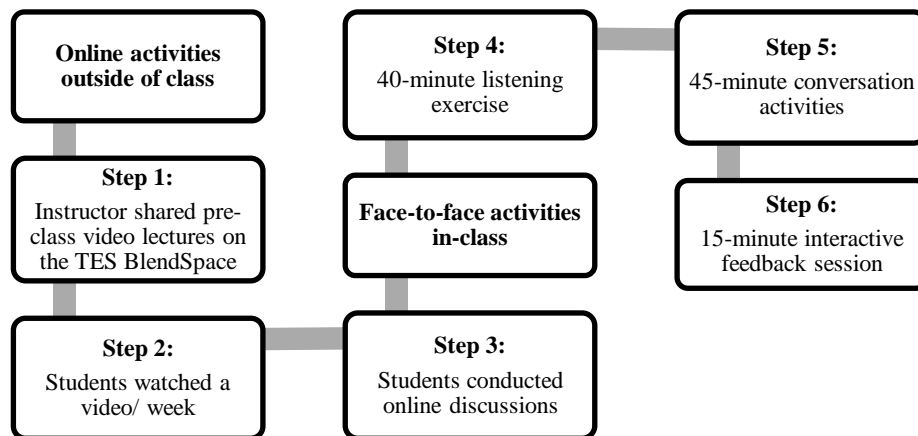 Online activities
outside of class
Step 1:
Instructor shared pre-
class video lectures on
the TES BlendSpace
Step 2:
Students watched a
video/ week
Step 3:
Students conducted
online discussions
Face-to-face activities
in-class
Step 4:
40-minute listening
exercise
Step 5:
45-minute conversation
activities
Step 6:
15-minute interactive
feedback session